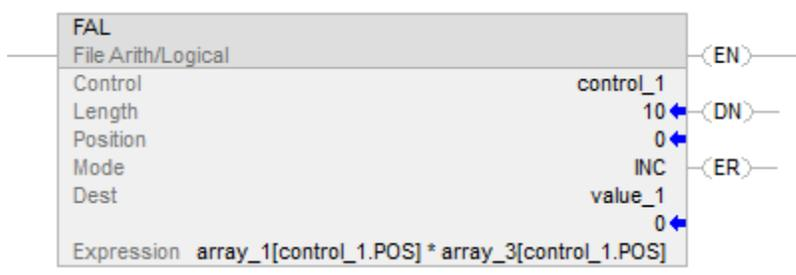 FAL
File Arith/Logical
(EN)
Control control_1
Length 10 (DN)
Position 0
Mode INC (ER)
Dest value_1
0
Expression array_1[control_1.POS] * array_3[control_1.POS]